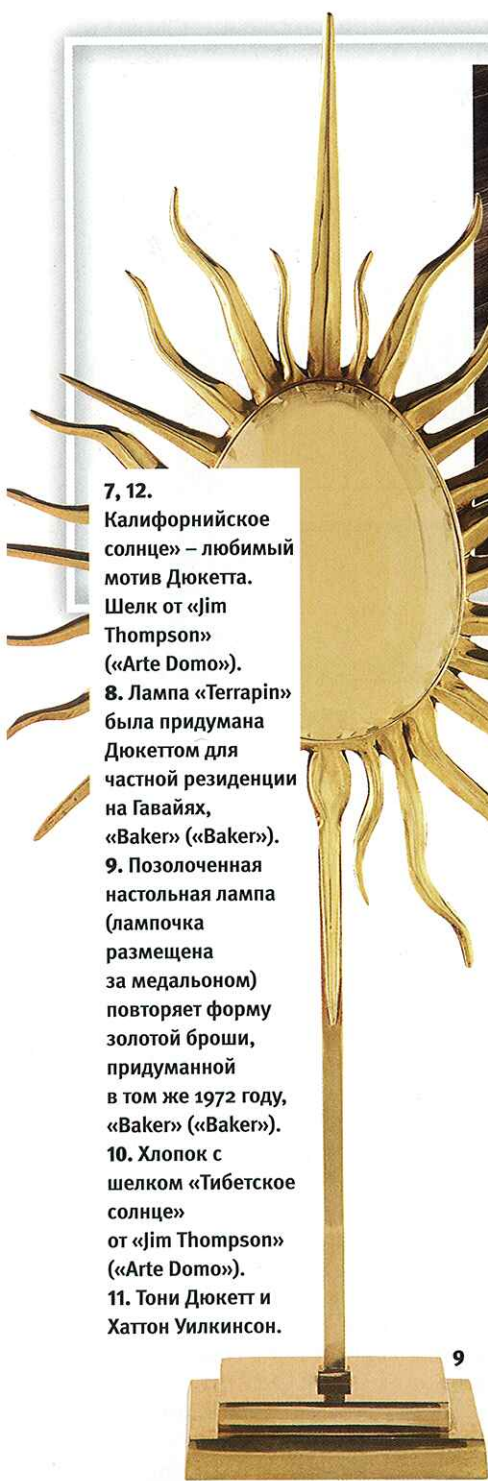 7, 12.
Калифорнийское
солнце» – любимый
мотив Дюкетта.
Шелк от «Jim
Thompson»
(«Arte Domo»).
8. Лампа «Terrapin»
была придумана
Дюкеттом для
частной резиденции
на Гавайях,
«Baker» («Baker»).
9. Позолоченная
настольная лампа
(лампочка
размещена
за медальоном)
повторяет форму
золотой броши,
придуманной
в том же 1972 году,
«Baker» («Baker»).
10. Хлопок с
шелком «Тибетское
солнце»
от «Jim Thompson»
(«Arte Domo»).
11. Тони Дюкетт и
Хаттон Уилкинсон.
9